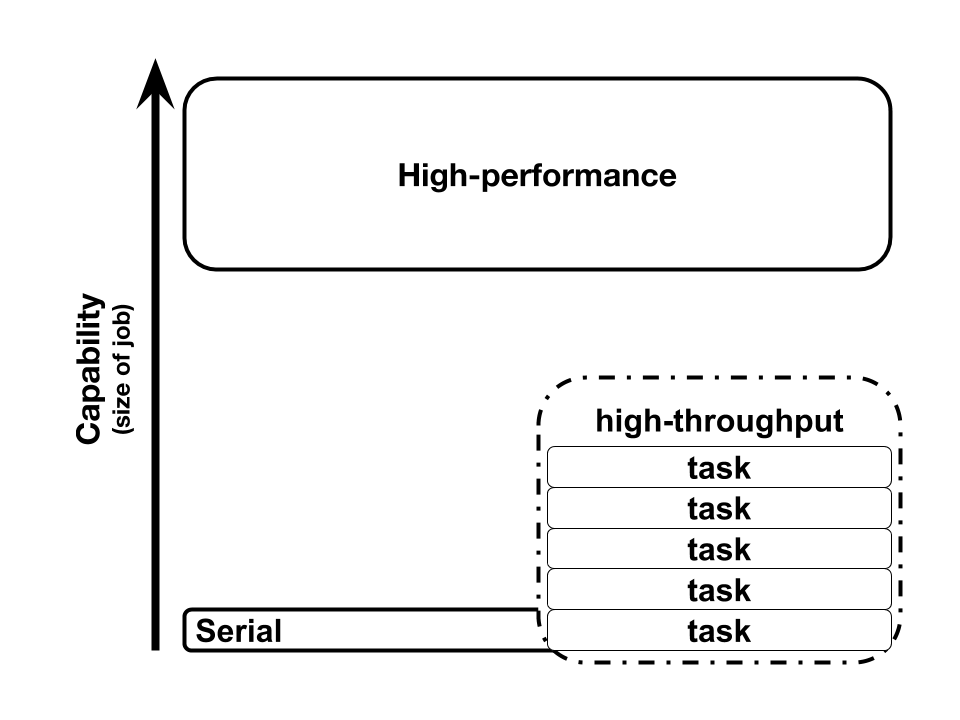 High-performance
Capability
(size of job)
high-throughput
task
task
task
task
task
Serial